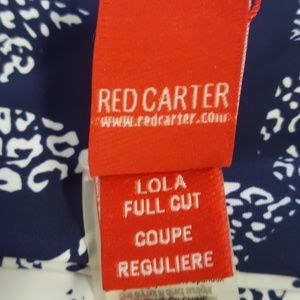 RED CARTER
www.redcarter.com
LOLA
FULL CUT
COUPE
REGULIERE